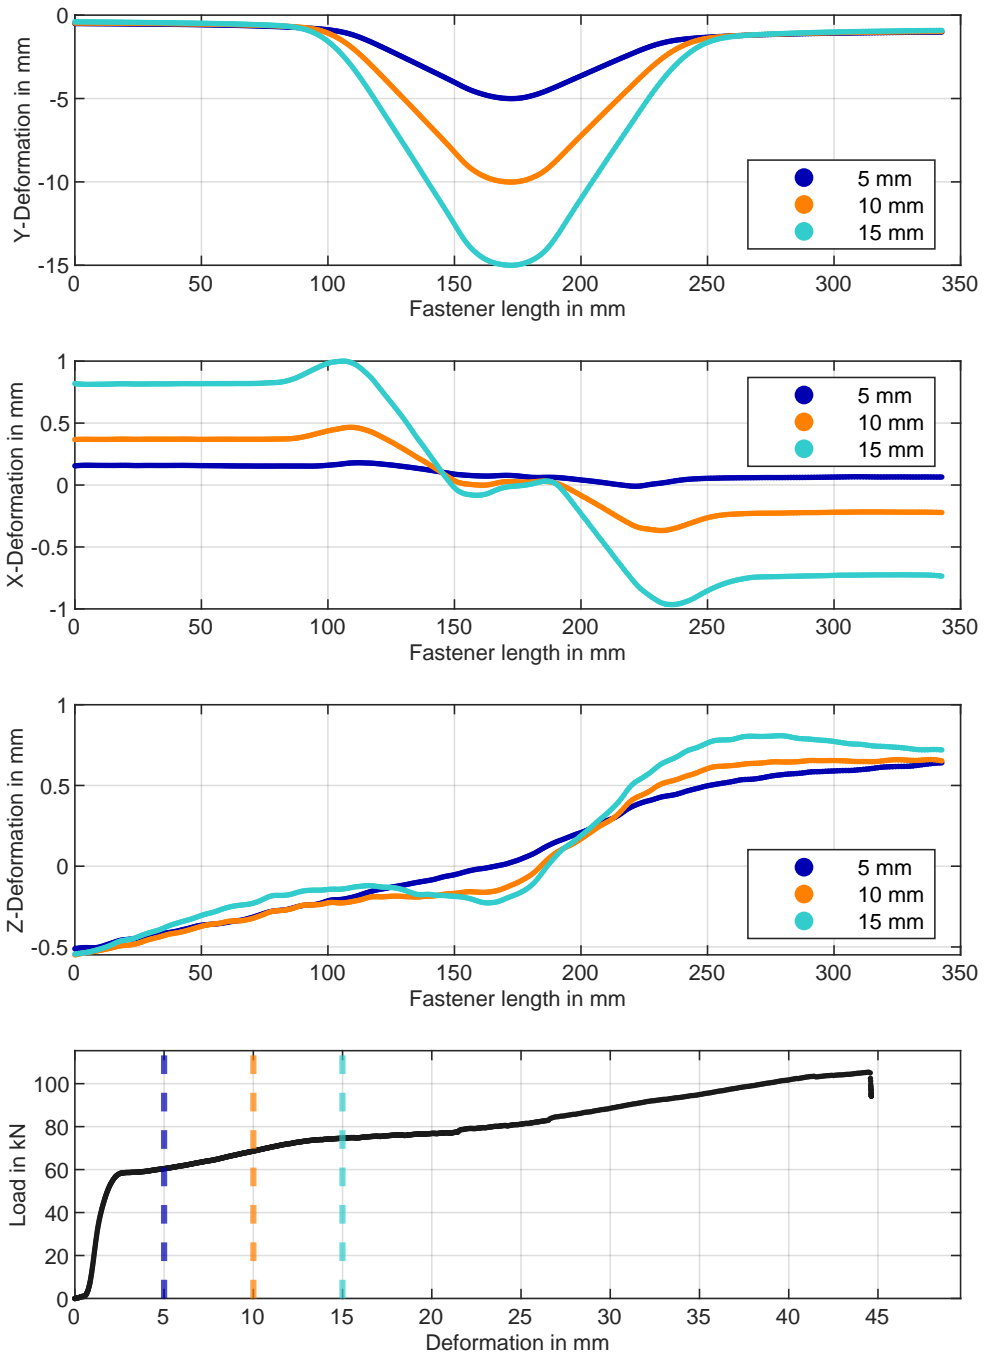 0
-5
-10
-15
Y-Deformation in mm
5 mm
10 mm
15 mm
0 50 100 150 200 250 300 350
Fastener length in mm
1
0.5
0
-0.5
-1
X-Deformation in mm
5 mm
10 mm
15 mm
0 50 100 150 200 250 300 350
Fastener length in mm
1
0.5
0
-0.5
Z-Deformation in mm
5 mm
10 mm
15 mm
0 50 100 150 200 250 300 350
Fastener length in mm
100
80
60
40
20
0
Load in kN
0 5 10 15 20 25 30 35 40 45
Deformation in mm